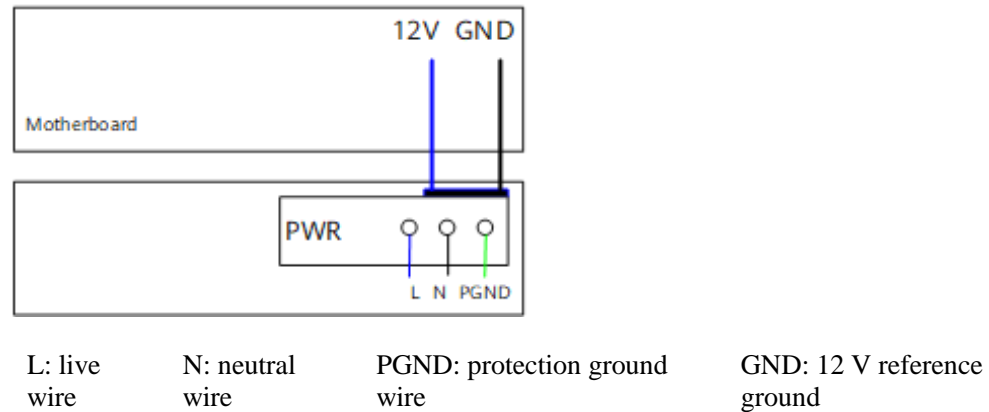 12V GND
Motherboard
PWR
L N PGND
L: live wire
N: neutral wire
PGND: protection ground wire
GND: 12 V reference ground